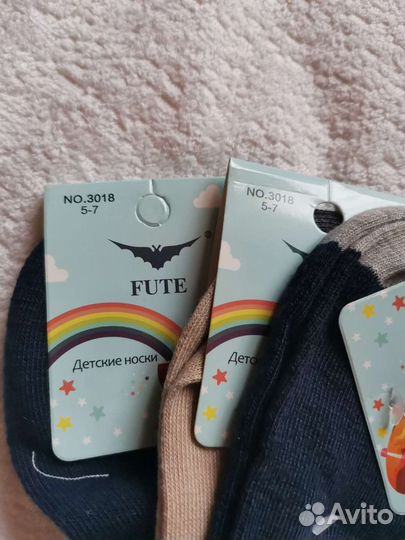 NO.3018
5-7
FUTE
Детские носки
NO.3018
5-7
Детс
Avito